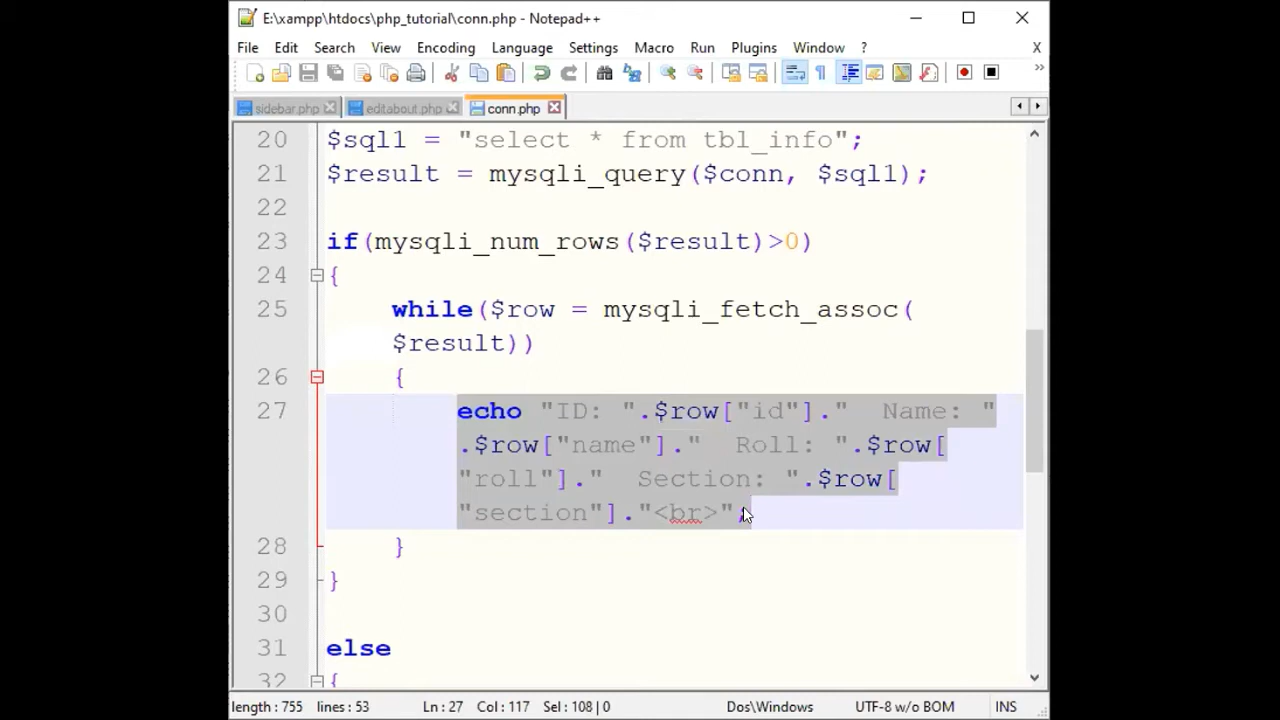 E:\xampp\htdocs\php_tutorial\conn.php - Notepad++
File Edit Search View Encoding Language Settings Macro Run Plugins Window ? X
sidebar.php editabout.php conn.php
20 $sql1 = "select * from tbl_info";
21 $result = mysqli_query($conn, $sql1);
22
23 if(mysqli_num_rows($result)>0)
24 {
25 while($row = mysqli_fetch_assoc(
$result))
26 {
27 echo "ID: ".$row["id"]."  Name: "
.$row["name"]."  Roll: ".$row[
"roll"]."  Section: ".$row[
"section"]."<br>";
28 }
29 }
30
31 else
32 {
length : 755 lines : 53 Ln : 27 Col : 117 Sel : 108 | 0 Dos\Windows UTF-8 w/o BOM INS